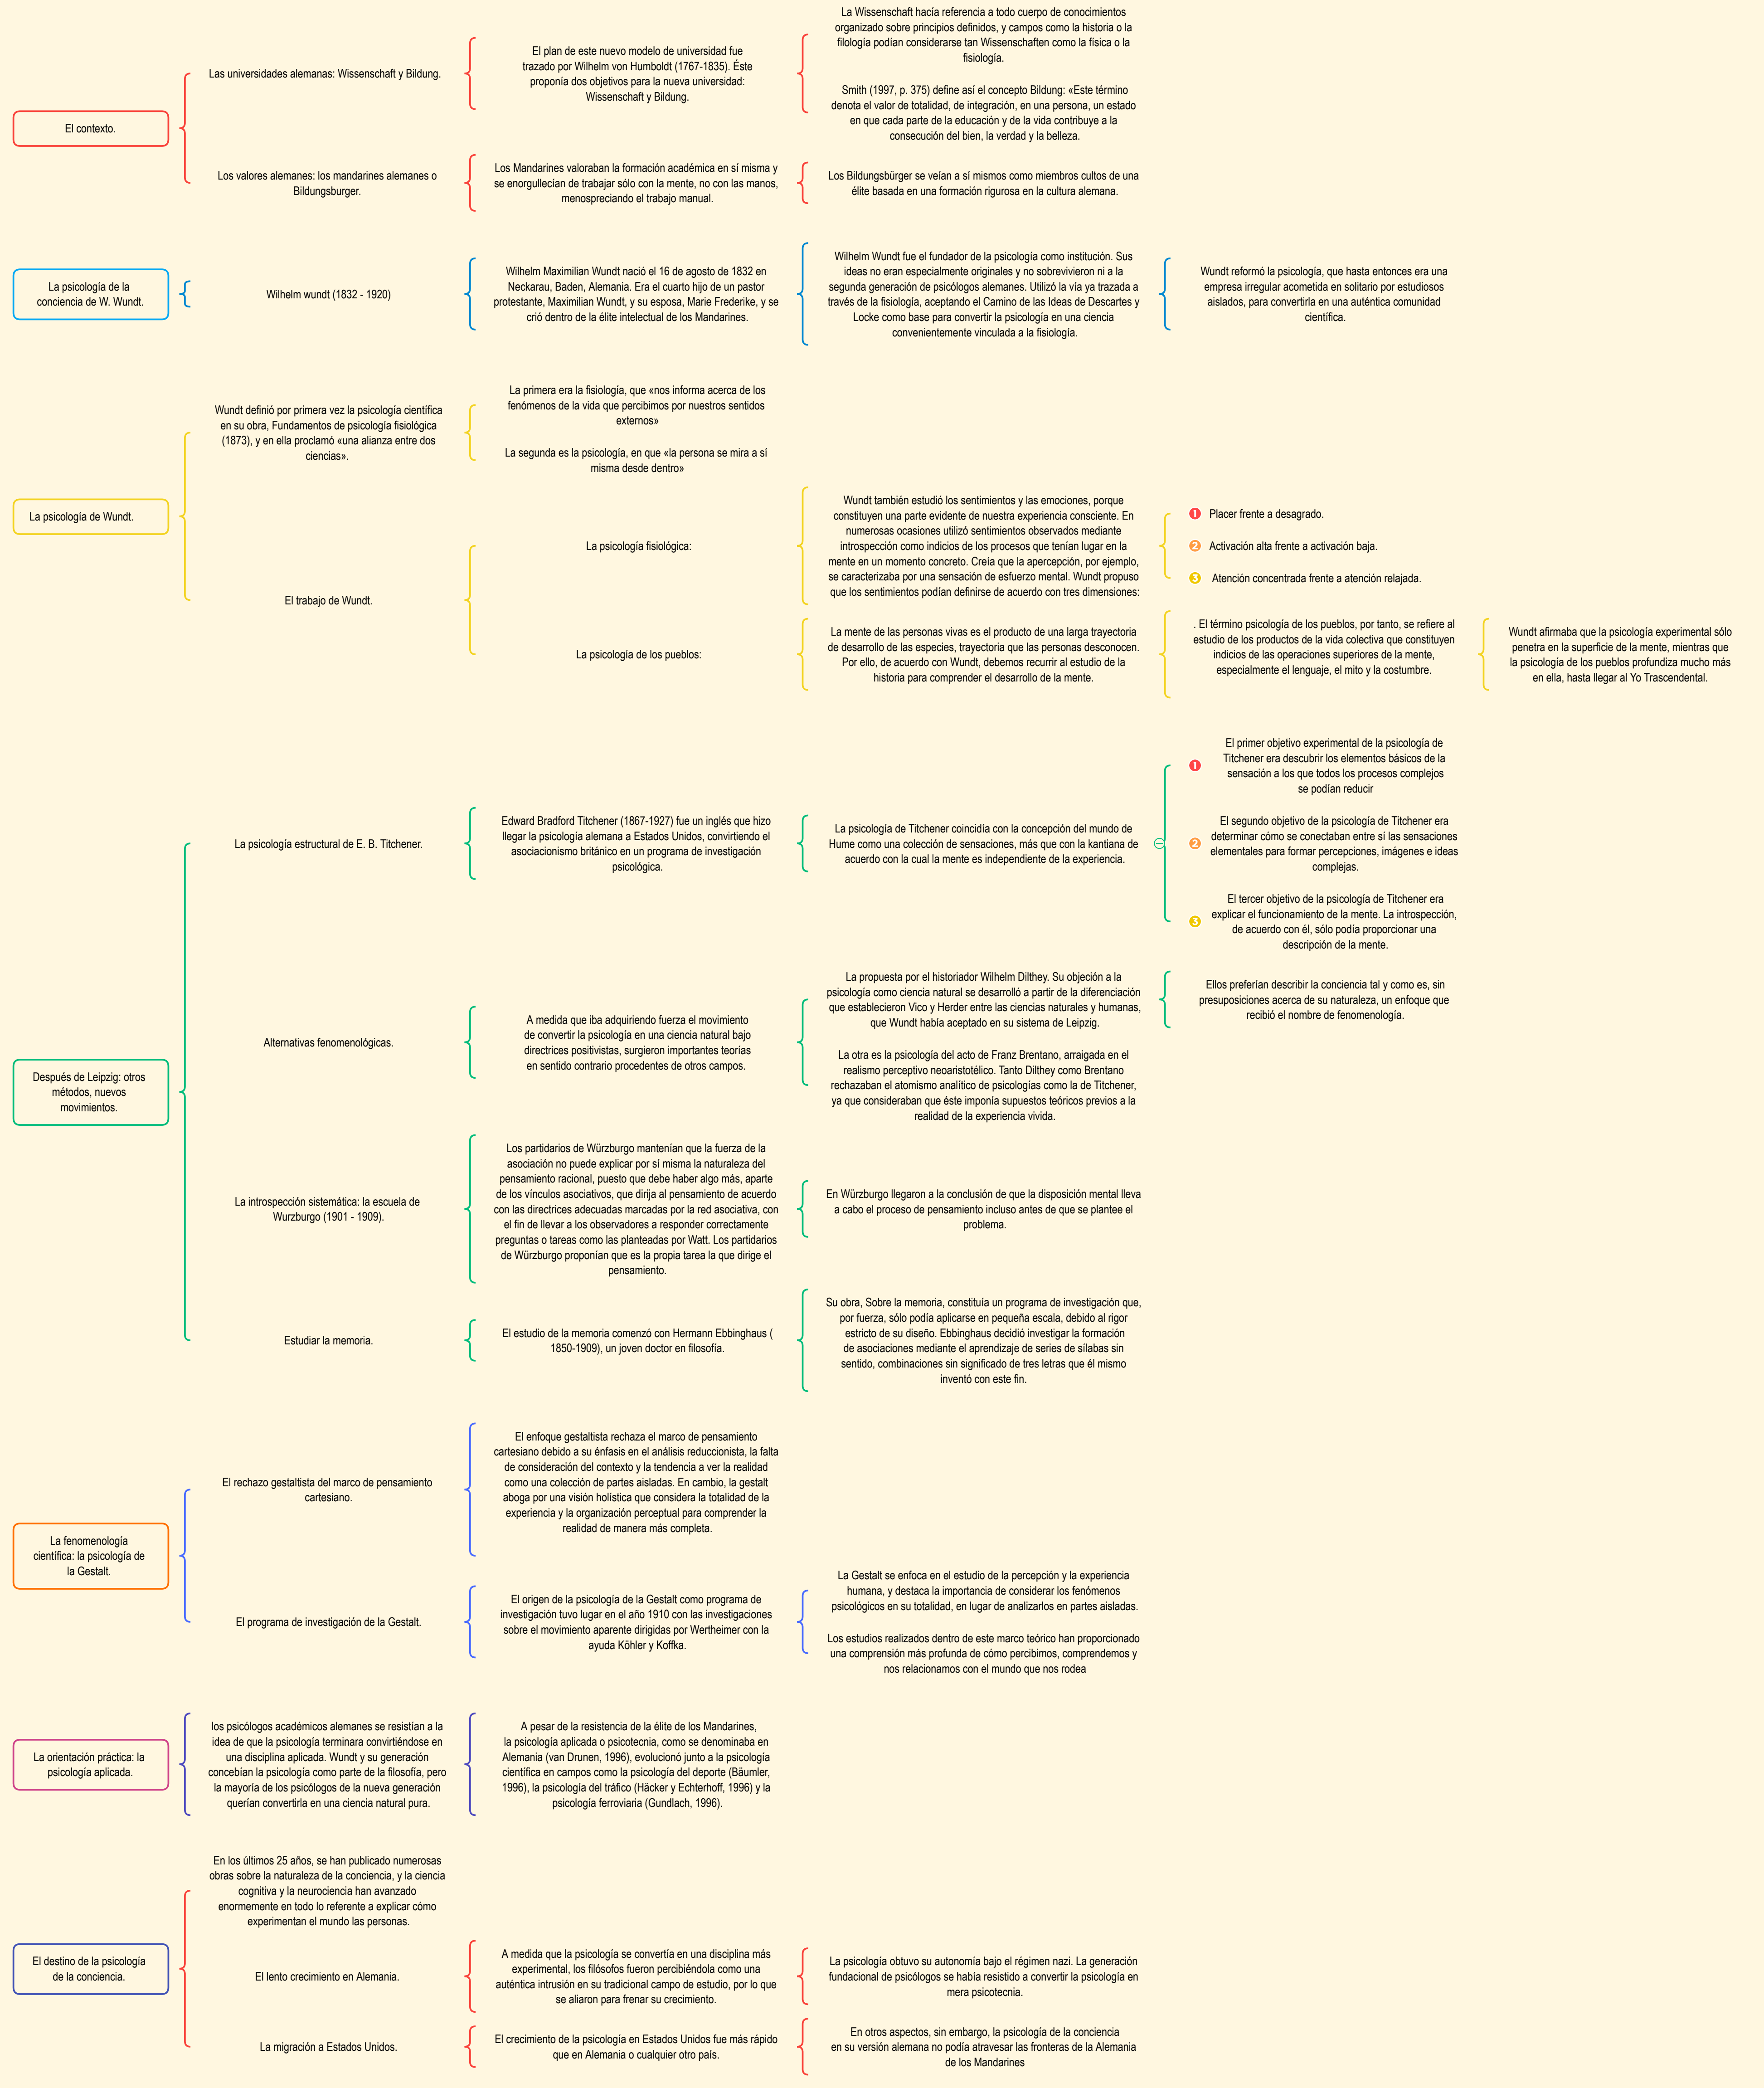 El contexto.
Las universidades alemanas: Wissenschaft y Bildung.
El plan de este nuevo modelo de universidad fue
trazado por Wilhelm von Humboldt (1767-1835). Éste
proponía dos objetivos para la nueva universidad:
Wissenschaft y Bildung.
La Wissenschaft hacía referencia a todo cuerpo de conocimientos
organizado sobre principios definidos, y campos como la historia o la
filología podían considerarse tan Wissenschaften como la física o la
fisiología.
Smith (1997, p. 375) define así el concepto Bildung: «Este término
denota el valor de totalidad, de integración, en una persona, un estado
en que cada parte de la educación y de la vida contribuye a la
consecución del bien, la verdad y la belleza.
Los valores alemanes: los mandarines alemanes o
Bildungsburger.
Los Mandarines valoraban la formación académica en sí misma y
se enorgullecían de trabajar sólo con la mente, no con las manos,
menospreciando el trabajo manual.
Los Bildungsbürger se veían a sí mismos como miembros cultos de una
élite basada en una formación rigurosa en la cultura alemana.
La psicología de la
conciencia de W. Wundt.
Wilhelm wundt (1832 - 1920)
Wilhelm Maximilian Wundt nació el 16 de agosto de 1832 en
Neckarau, Baden, Alemania. Era el cuarto hijo de un pastor
protestante, Maximilian Wundt, y su esposa, Marie Frederike, y se
crió dentro de la élite intelectual de los Mandarines.
Wilhelm Wundt fue el fundador de la psicología como institución. Sus
ideas no eran especialmente originales y no sobrevivieron ni a la
segunda generación de psicólogos alemanes. Utilizó la vía ya trazada a
través de la fisiología, aceptando el Camino de las Ideas de Descartes y
Locke como base para convertir la psicología en una ciencia
convenientemente vinculada a la fisiología.
Wundt reformó la psicología, que hasta entonces era una
empresa irregular acometida en solitario por estudiosos
aislados, para convertirla en una auténtica comunidad
científica.
La psicología de Wundt.
Wundt definió por primera vez la psicología científica
en su obra, Fundamentos de psicología fisiológica
(1873), y en ella proclamó «una alianza entre dos
ciencias».
La primera era la fisiología, que «nos informa acerca de los
fenómenos de la vida que percibimos por nuestros sentidos
externos»
La segunda es la psicología, en que «la persona se mira a sí
misma desde dentro»
El trabajo de Wundt.
La psicología fisiológica:
Wundt también estudió los sentimientos y las emociones, porque
constituyen una parte evidente de nuestra experiencia consciente. En
numerosas ocasiones utilizó sentimientos observados mediante
introspección como indicios de los procesos que tenían lugar en la
mente en un momento concreto. Creía que la apercepción, por ejemplo,
se caracterizaba por una sensación de esfuerzo mental. Wundt propuso
que los sentimientos podían definirse de acuerdo con tres dimensiones:
1 Placer frente a desagrado.
2 Activación alta frente a activación baja.
3 Atención concentrada frente a atención relajada.
La psicología de los pueblos:
La mente de las personas vivas es el producto de una larga trayectoria
de desarrollo de las especies, trayectoria que las personas desconocen.
Por ello, de acuerdo con Wundt, debemos recurrir al estudio de la
historia para comprender el desarrollo de la mente.
. El término psicología de los pueblos, por tanto, se refiere al
estudio de los productos de la vida colectiva que constituyen
indicios de las operaciones superiores de la mente,
especialmente el lenguaje, el mito y la costumbre.
Wundt afirmaba que la psicología experimental sólo
penetra en la superficie de la mente, mientras que
la psicología de los pueblos profundiza mucho más
en ella, hasta llegar al Yo Trascendental.
Después de Leipzig: otros
métodos, nuevos
movimientos.
La psicología estructural de E. B. Titchener.
Edward Bradford Titchener (1867-1927) fue un inglés que hizo
llegar la psicología alemana a Estados Unidos, convirtiendo el
asociacionismo británico en un programa de investigación
psicológica.
La psicología de Titchener coincidía con la concepción del mundo de
Hume como una colección de sensaciones, más que con la kantiana de
acuerdo con la cual la mente es independiente de la experiencia.
1 El primer objetivo experimental de la psicología de
Titchener era descubrir los elementos básicos de la
sensación a los que todos los procesos complejos
se podían reducir
2 El segundo objetivo de la psicología de Titchener era
determinar cómo se conectaban entre sí las sensaciones
elementales para formar percepciones, imágenes e ideas
complejas.
3 El tercer objetivo de la psicología de Titchener era
explicar el funcionamiento de la mente. La introspección,
de acuerdo con él, sólo podía proporcionar una
descripción de la mente.
Alternativas fenomenológicas.
A medida que iba adquiriendo fuerza el movimiento
de convertir la psicología en una ciencia natural bajo
directrices positivistas, surgieron importantes teorías
en sentido contrario procedentes de otros campos.
La propuesta por el historiador Wilhelm Dilthey. Su objeción a la
psicología como ciencia natural se desarrolló a partir de la diferenciación
que establecieron Vico y Herder entre las ciencias naturales y humanas,
que Wundt había aceptado en su sistema de Leipzig.
La otra es la psicología del acto de Franz Brentano, arraigada en el
realismo perceptivo neoaristotélico. Tanto Dilthey como Brentano
rechazaban el atomismo analítico de psicologías como la de Titchener,
ya que consideraban que éste imponía supuestos teóricos previos a la
realidad de la experiencia vivida.
Ellos preferían describir la conciencia tal y como es, sin
presuposiciones acerca de su naturaleza, un enfoque que
recibió el nombre de fenomenología.
La introspección sistemática: la escuela de
Wurzburgo (1901 - 1909).
Los partidarios de Würzburgo mantenían que la fuerza de la
asociación no puede explicar por sí misma la naturaleza del
pensamiento racional, puesto que debe haber algo más, aparte
de los vínculos asociativos, que dirija al pensamiento de acuerdo
con las directrices adecuadas marcadas por la red asociativa, con
el fin de llevar a los observadores a responder correctamente
preguntas o tareas como las planteadas por Watt. Los partidarios
de Würzburgo proponían que es la propia tarea la que dirige el
pensamiento.
En Würzburgo llegaron a la conclusión de que la disposición mental lleva
a cabo el proceso de pensamiento incluso antes de que se plantee el
problema.
Estudiar la memoria.
El estudio de la memoria comenzó con Hermann Ebbinghaus (
1850-1909), un joven doctor en filosofía.
Su obra, Sobre la memoria, constituía un programa de investigación que,
por fuerza, sólo podía aplicarse en pequeña escala, debido al rigor
estricto de su diseño. Ebbinghaus decidió investigar la formación
de asociaciones mediante el aprendizaje de series de sílabas sin
sentido, combinaciones sin significado de tres letras que él mismo
inventó con este fin.
La fenomenología
científica: la psicología de
la Gestalt.
El rechazo gestaltista del marco de pensamiento
cartesiano.
El enfoque gestaltista rechaza el marco de pensamiento
cartesiano debido a su énfasis en el análisis reduccionista, la falta
de consideración del contexto y la tendencia a ver la realidad
como una colección de partes aisladas. En cambio, la gestalt
aboga por una visión holística que considera la totalidad de la
experiencia y la organización perceptual para comprender la
realidad de manera más completa.
El programa de investigación de la Gestalt.
El origen de la psicología de la Gestalt como programa de
investigación tuvo lugar en el año 1910 con las investigaciones
sobre el movimiento aparente dirigidas por Wertheimer con la
ayuda Köhler y Koffka.
La Gestalt se enfoca en el estudio de la percepción y la experiencia
humana, y destaca la importancia de considerar los fenómenos
psicológicos en su totalidad, en lugar de analizarlos en partes aisladas.
Los estudios realizados dentro de este marco teórico han proporcionado
una comprensión más profunda de cómo percibimos, comprendemos y
nos relacionamos con el mundo que nos rodea
La orientación práctica: la
psicología aplicada.
los psicólogos académicos alemanes se resistían a la
idea de que la psicología terminara convirtiéndose en
una disciplina aplicada. Wundt y su generación
concebían la psicología como parte de la filosofía, pero
la mayoría de los psicólogos de la nueva generación
querían convertirla en una ciencia natural pura.
A pesar de la resistencia de la élite de los Mandarines,
la psicología aplicada o psicotecnia, como se denominaba en
Alemania (van Drunen, 1996), evolucionó junto a la psicología
científica en campos como la psicología del deporte (Bäumler,
1996), la psicología del tráfico (Häcker y Echterhoff, 1996) y la
psicología ferroviaria (Gundlach, 1996).
El destino de la psicología
de la conciencia.
En los últimos 25 años, se han publicado numerosas
obras sobre la naturaleza de la conciencia, y la ciencia
cognitiva y la neurociencia han avanzado
enormemente en todo lo referente a explicar cómo
experimentan el mundo las personas.
El lento crecimiento en Alemania.
A medida que la psicología se convertía en una disciplina más
experimental, los filósofos fueron percibiéndola como una
auténtica intrusión en su tradicional campo de estudio, por lo que
se aliaron para frenar su crecimiento.
La psicología obtuvo su autonomía bajo el régimen nazi. La generación
fundacional de psicólogos se había resistido a convertir la psicología en
mera psicotecnia.
La migración a Estados Unidos.
El crecimiento de la psicología en Estados Unidos fue más rápido
que en Alemania o cualquier otro país.
En otros aspectos, sin embargo, la psicología de la conciencia
en su versión alemana no podía atravesar las fronteras de la Alemania
de los Mandarines